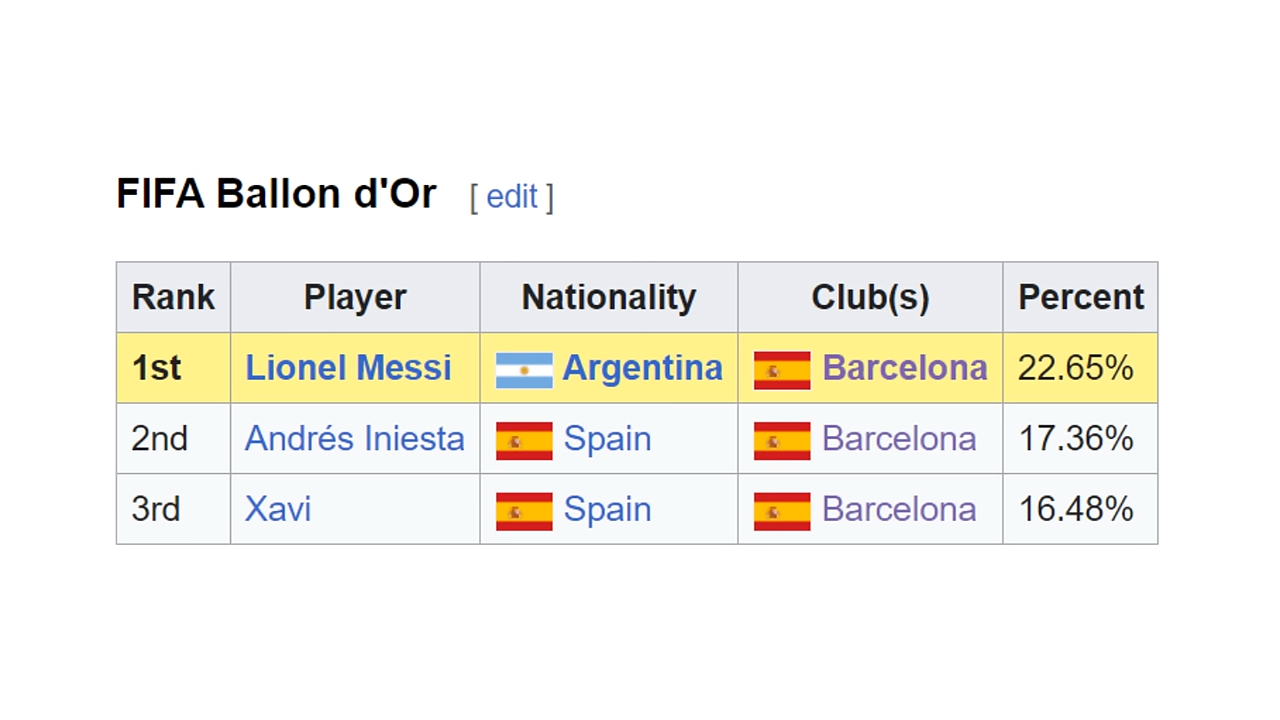 FIFA Ballon d'Or [ edit ]
Rank Player Nationality Club(s) Percent
1st Lionel Messi Argentina Barcelona 22.65%
2nd Andrés Iniesta Spain Barcelona 17.36%
3rd Xavi Spain Barcelona 16.48%